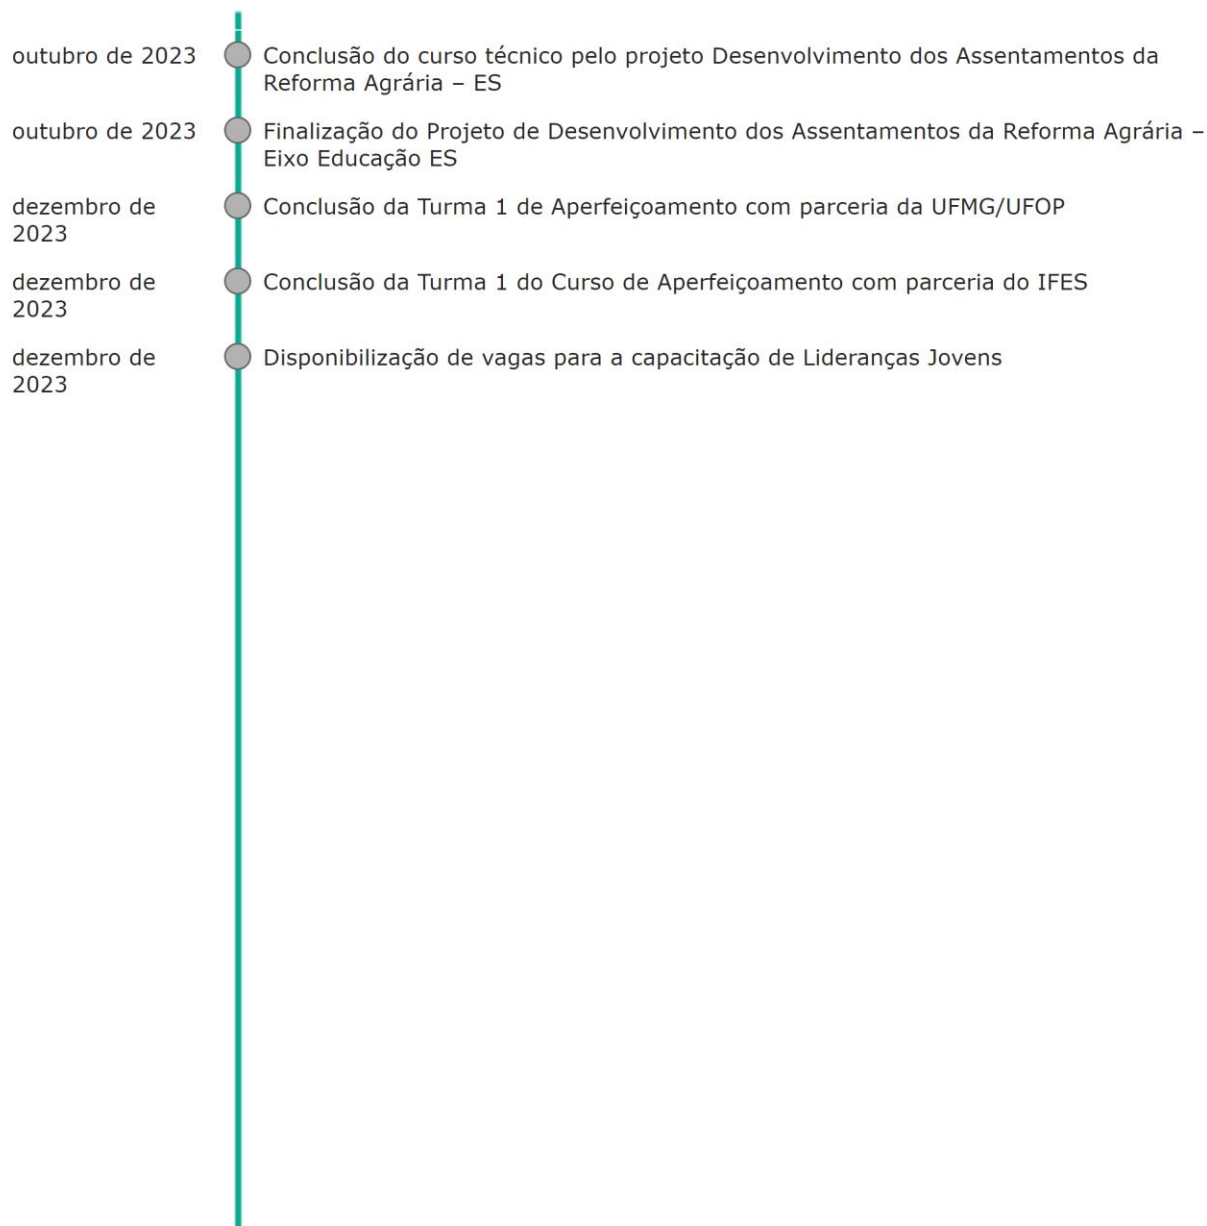 outubro de 2023
Conclusão do curso técnico pelo projeto Desenvolvimento dos Assentamentos da
Reforma Agrária – ES
outubro de 2023
Finalização do Projeto de Desenvolvimento dos Assentamentos da Reforma Agrária –
Eixo Educação ES
dezembro de
2023
Conclusão da Turma 1 de Aperfeiçoamento com parceria da UFMG/UFOP
dezembro de
2023
Conclusão da Turma 1 do Curso de Aperfeiçoamento com parceria do IFES
dezembro de
2023
Disponibilização de vagas para a capacitação de Lideranças Jovens